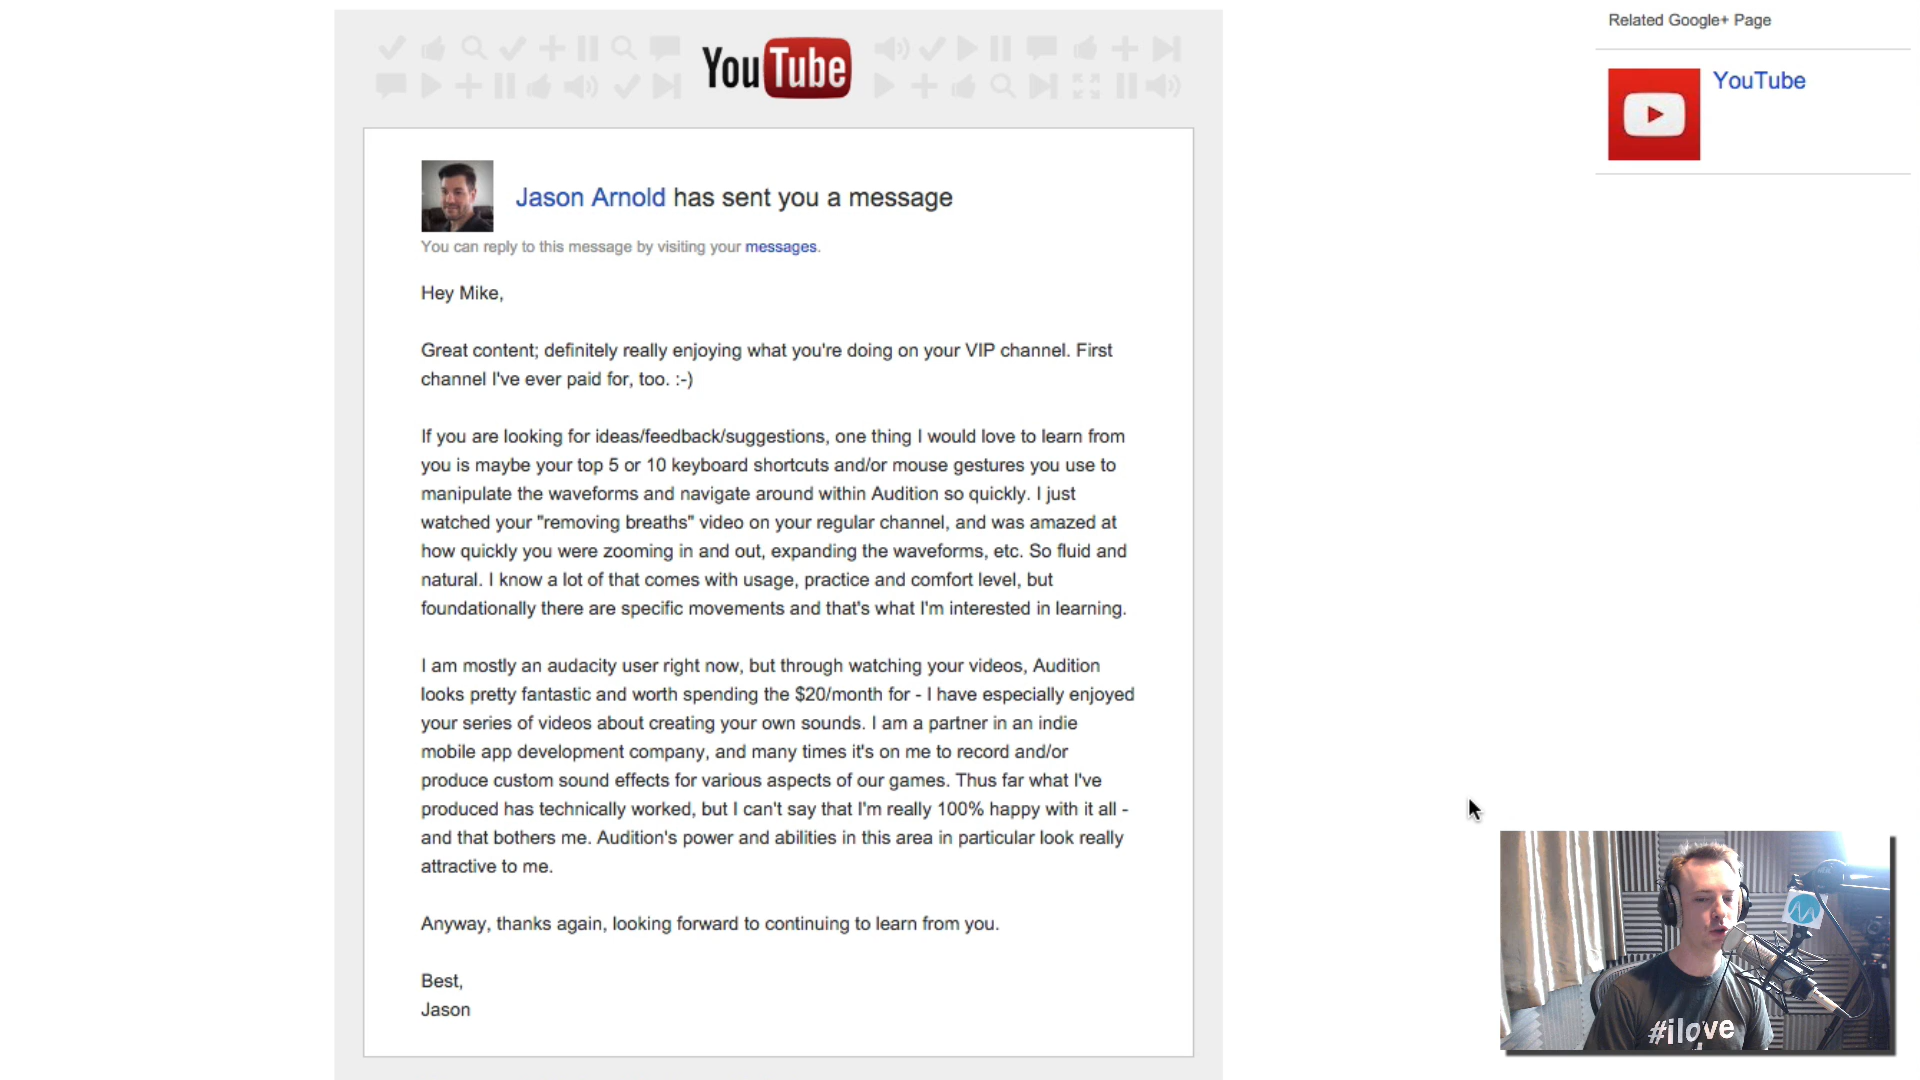 Related Google+ Page
YouTube
YouTube
Jason Arnold has sent you a message
You can reply to this message by visiting your messages.
Hey Mike,
Great content; definitely really enjoying what you're doing on your VIP channel. First
channel I've ever paid for, too. :-)
If you are looking for ideas/feedback/suggestions, one thing I would love to learn from
you is maybe your top 5 or 10 keyboard shortcuts and/or mouse gestures you use to
manipulate the waveforms and navigate around within Audition so quickly. I just
watched your "removing breaths" video on your regular channel, and was amazed at
how quickly you were zooming in and out, expanding the waveforms, etc. So fluid and
natural. I know a lot of that comes with usage, practice and comfort level, but
foundationally there are specific movements and that's what I'm interested in learning.
I am mostly an audacity user right now, but through watching your videos, Audition
looks pretty fantastic and worth spending the $20/month for - I have especially enjoyed
your series of videos about creating your own sounds. I am a partner in an indie
mobile app development company, and many times it's on me to record and/or
produce custom sound effects for various aspects of our games. Thus far what I've
produced has technically worked, but I can't say that I'm really 100% happy with it all -
and that bothers me. Audition's power and abilities in this area in particular look really
attractive to me.
Anyway, thanks again, looking forward to continuing to learn from you.
Best,
Jason
#ilove